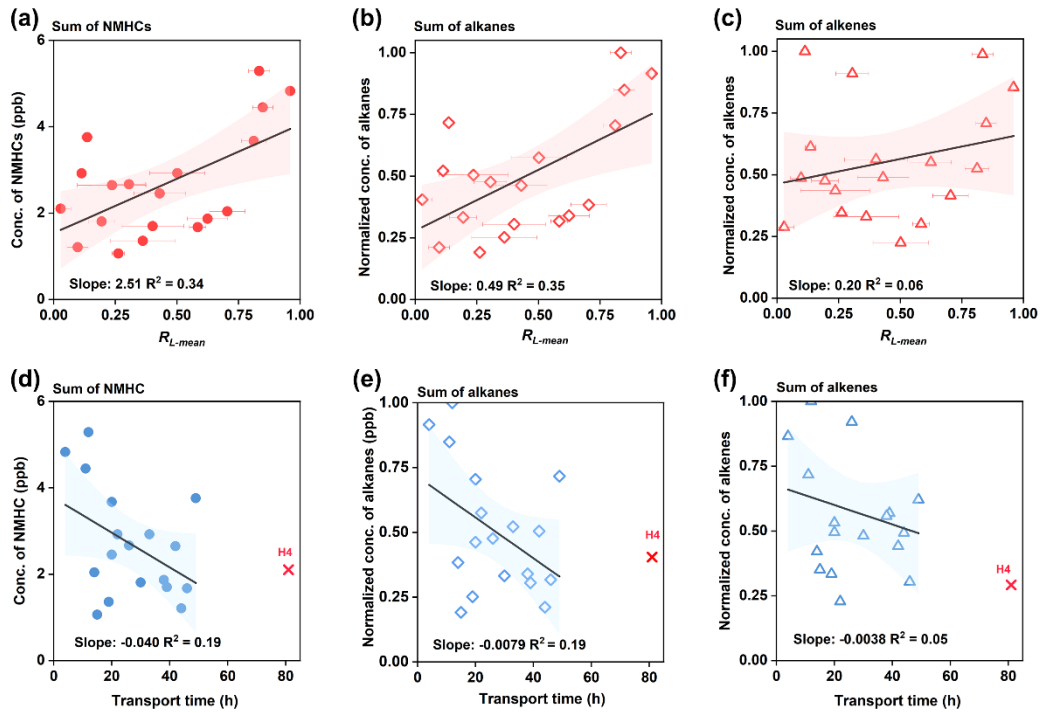 (a) Sum of NMHCs
Conc. of NMHCs (ppb)
6
4
2
0
Slope: 2.51 R² = 0.34
0.00 0.25 0.50 0.75 1.00
R_L-mean
(b) Sum of alkanes
Normalized conc. of alkanes
1.00
0.75
0.50
0.25
0.00
Slope: 0.49 R² = 0.35
0.00 0.25 0.50 0.75 1.00
R_L-mean
(c) Sum of alkenes
Normalized conc. of alkenes
1.00
0.75
0.50
0.25
0.00
Slope: 0.20 R² = 0.06
0.00 0.25 0.50 0.75 1.00
R_L-mean
(d) Sum of NMHC
Conc. of NMHC (ppb)
6
4
2
0
H4
Slope: -0.040 R² = 0.19
0 20 40 60 80
Transport time (h)
(e) Sum of alkanes
Normalized conc. of alkanes (ppb)
1.00
0.75
0.50
0.25
0.00
H4
Slope: -0.0079 R² = 0.19
0 20 40 60 80
Transport time (h)
(f) Sum of alkenes
Normalized conc. of alkenes
1.00
0.75
0.50
0.25
0.00
H4
Slope: -0.0038 R² = 0.05
0 20 40 60 80
Transport time (h)